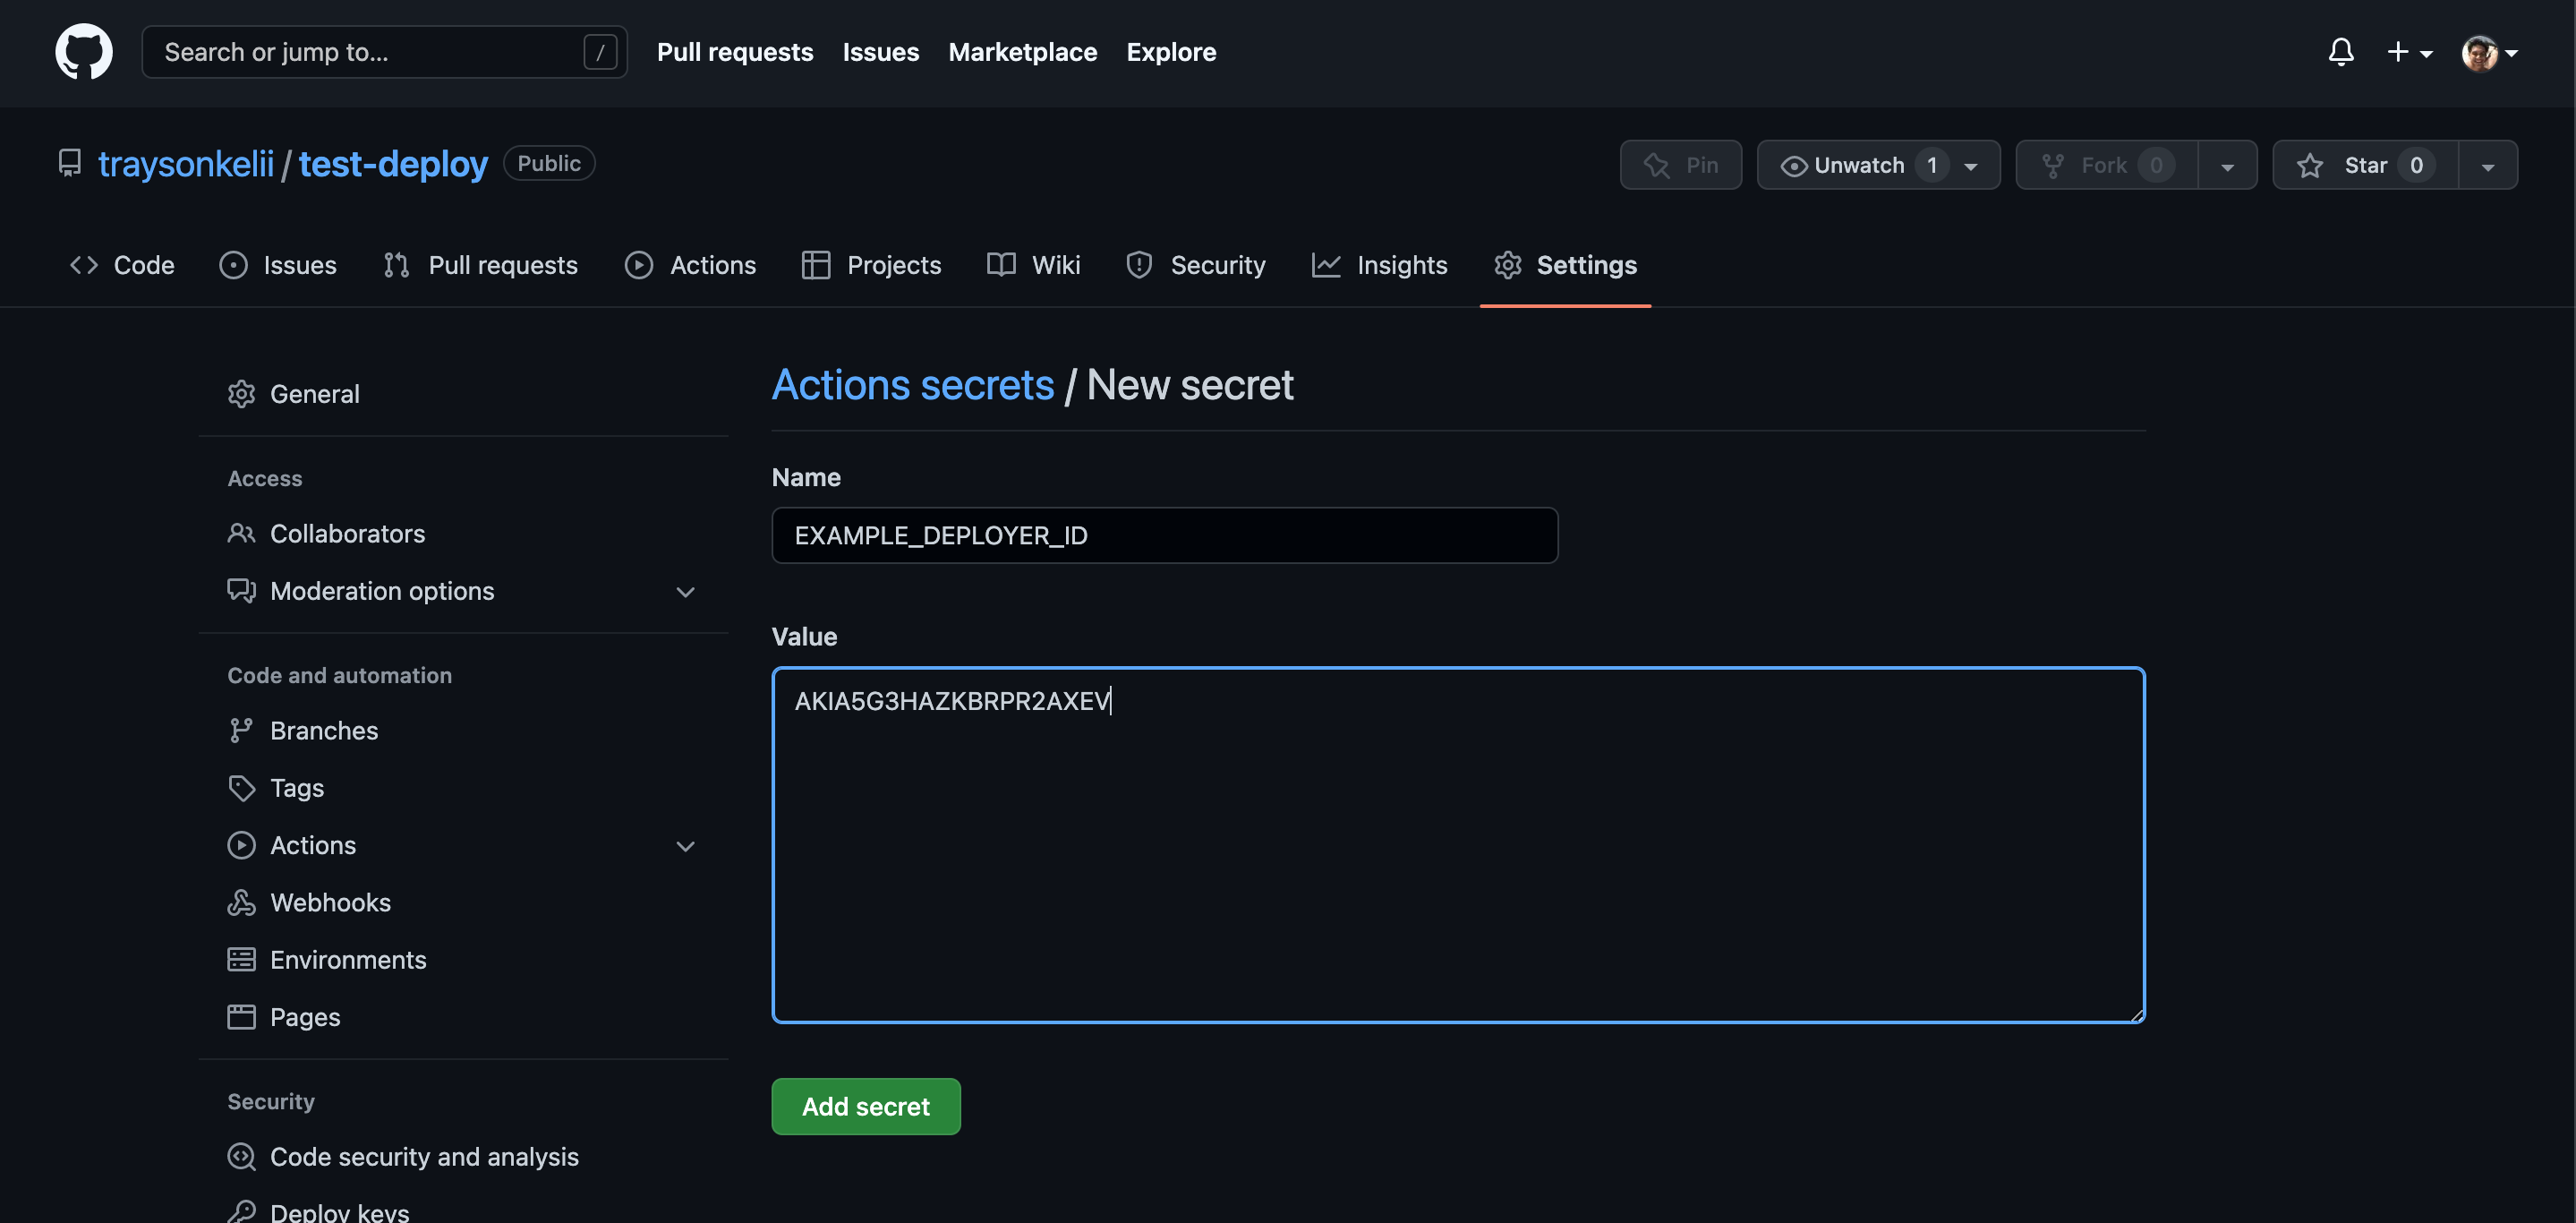 Search or jump to... /
Pull requests Issues Marketplace Explore
traysonkelii / test-deploy Public
Pin Unwatch 1 Fork 0 Star 0
Code Issues Pull requests Actions Projects Wiki Security Insights Settings
General
Access
Collaborators
Moderation options
Code and automation
Branches
Tags
Actions
Webhooks
Environments
Pages
Security
Code security and analysis
Deploy keys
Actions secrets / New secret
Name
EXAMPLE_DEPLOYER_ID
Value
AKIA5G3HAZKBRPR2AXEV
Add secret